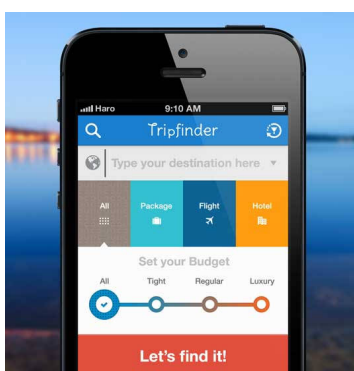 Haro 9:10 AM
Tripfinder
Type your destination here
All Package Flight Hotel
Set your Budget
All Tight Regular Luxury
Let's find it!